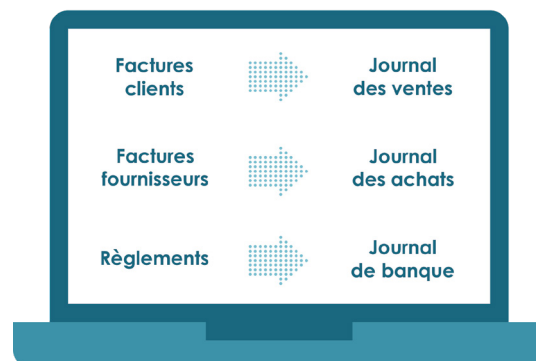 Factures
clients
Journal
des ventes
Factures
fournisseurs
Journal
des achats
Règlements
Journal
de banque